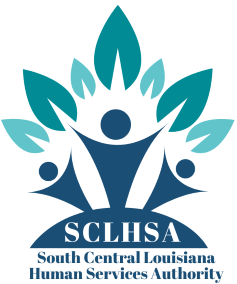 SCLHSA
South Central Louisiana
Human Services Authority